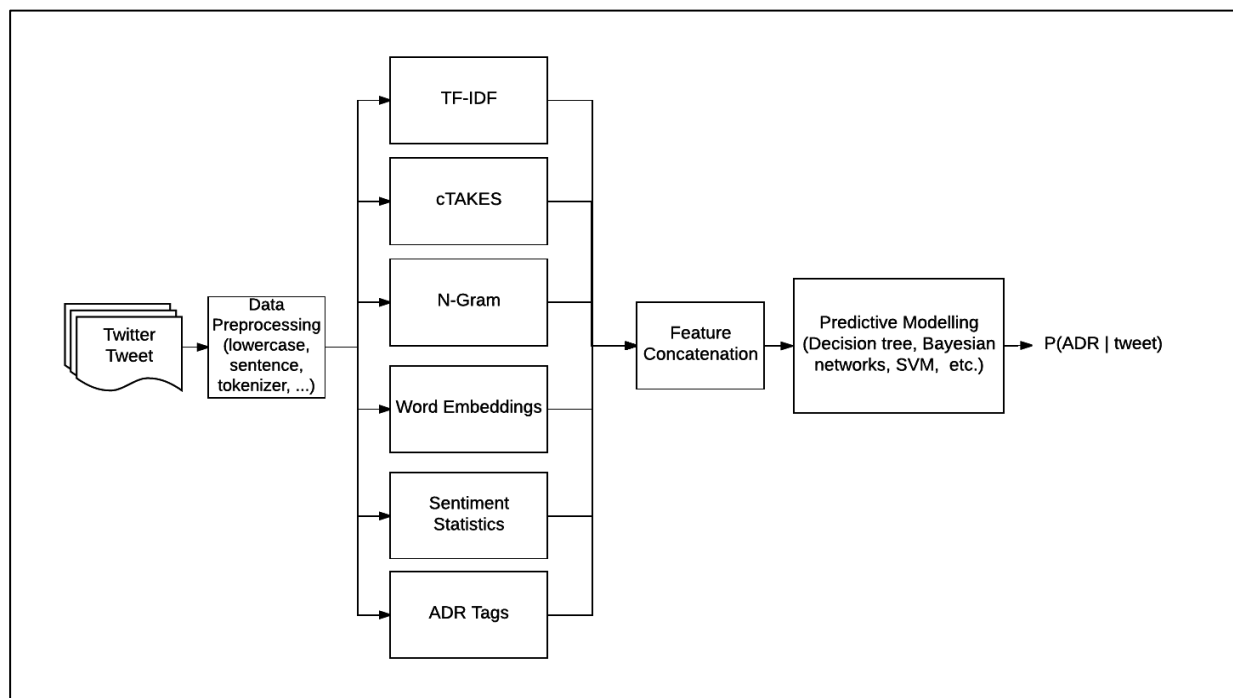 Twitter
Tweet
Data
Preprocessing
(lowercase,
sentence,
tokenizer, ...)
TF-IDF
cTAKES
N-Gram
Word Embeddings
Sentiment
Statistics
ADR Tags
Feature
Concatenation
Predictive Modelling
(Decision tree, Bayesian
networks, SVM, etc.)
P(ADR | tweet)